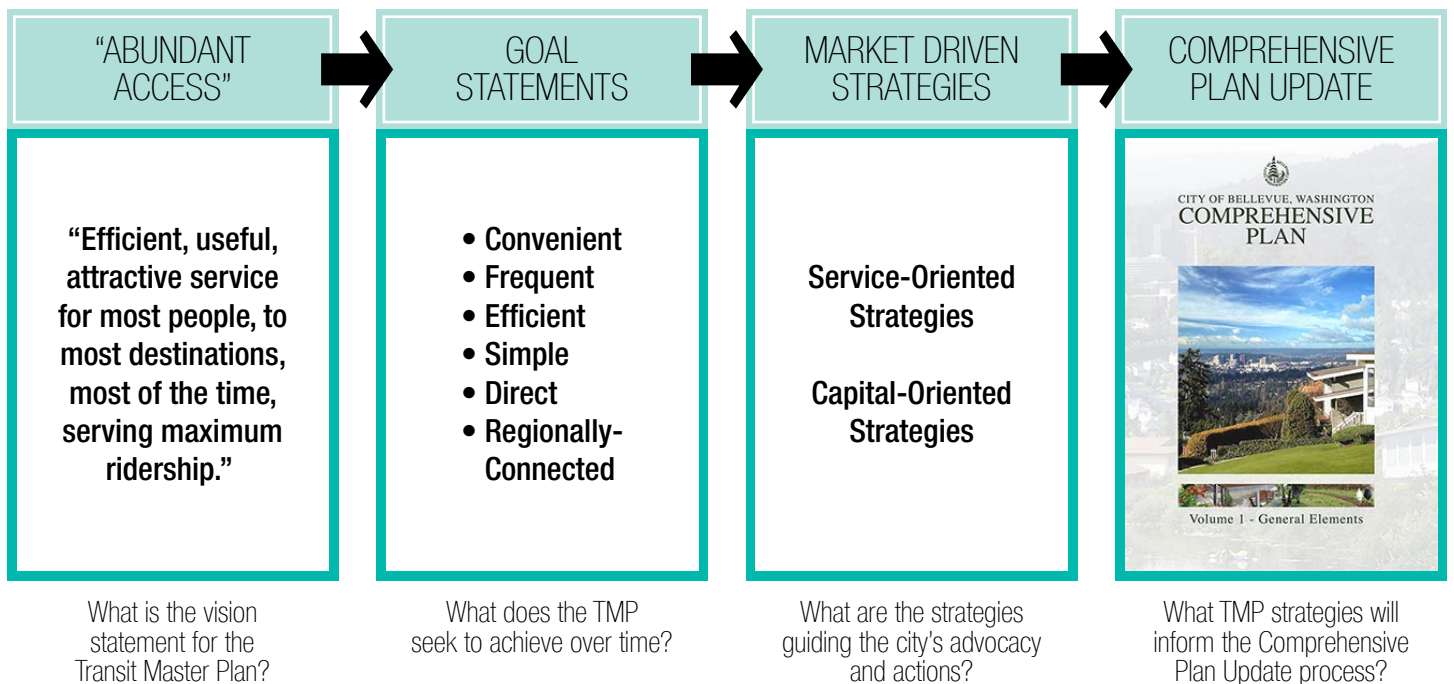 “ABUNDANT
ACCESS”
GOAL
STATEMENTS
MARKET DRIVEN
STRATEGIES
COMPREHENSIVE
PLAN UPDATE
“Efficient, useful,
attractive service
for most people, to
most destinations,
most of the time,
serving maximum
ridership.”
• Convenient
• Frequent
• Efficient
• Simple
• Direct
• Regionally-
Connected
Service-Oriented
Strategies
Capital-Oriented
Strategies
CITY OF BELLEVUE, WASHINGTON
COMPREHENSIVE
PLAN
Volume 1 - General Elements
What is the vision
statement for the
Transit Master Plan?
What does the TMP
seek to achieve over time?
What are the strategies
guiding the city’s advocacy
and actions?
What TMP strategies will
inform the Comprehensive
Plan Update process?